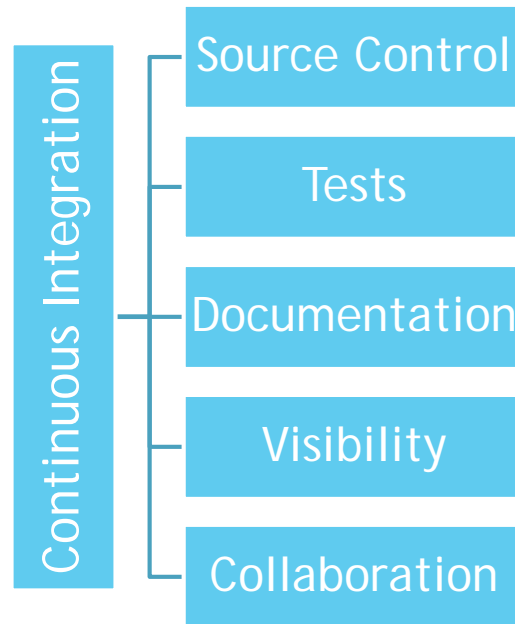 Continuous Integration
Source Control
Tests
Documentation
Visibility
Collaboration